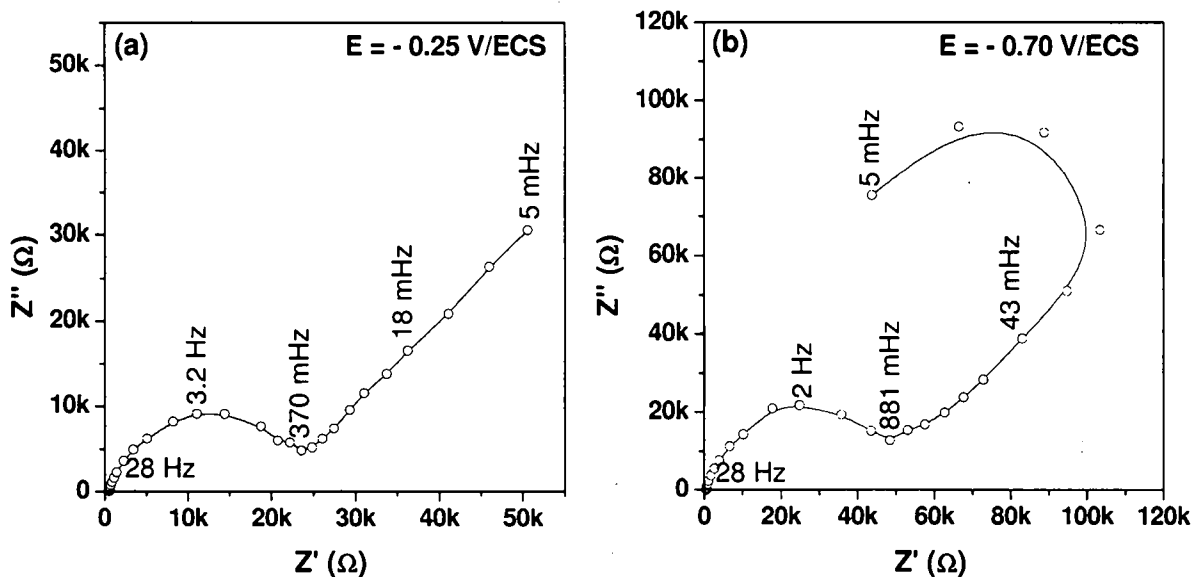 (a)
E = - 0.25 V/ECS
50k
40k
30k
20k
10k
0
Z'' (Ω)
28 Hz
3.2 Hz
370 mHz
18 mHz
5 mHz
0
10k
20k
30k
40k
50k
Z' (Ω)
(b)
E = - 0.70 V/ECS
120k
100k
80k
60k
40k
20k
0
Z'' (Ω)
28 Hz
2 Hz
881 mHz
43 mHz
5 mHz
0
20k
40k
60k
80k
100k
120k
Z' (Ω)